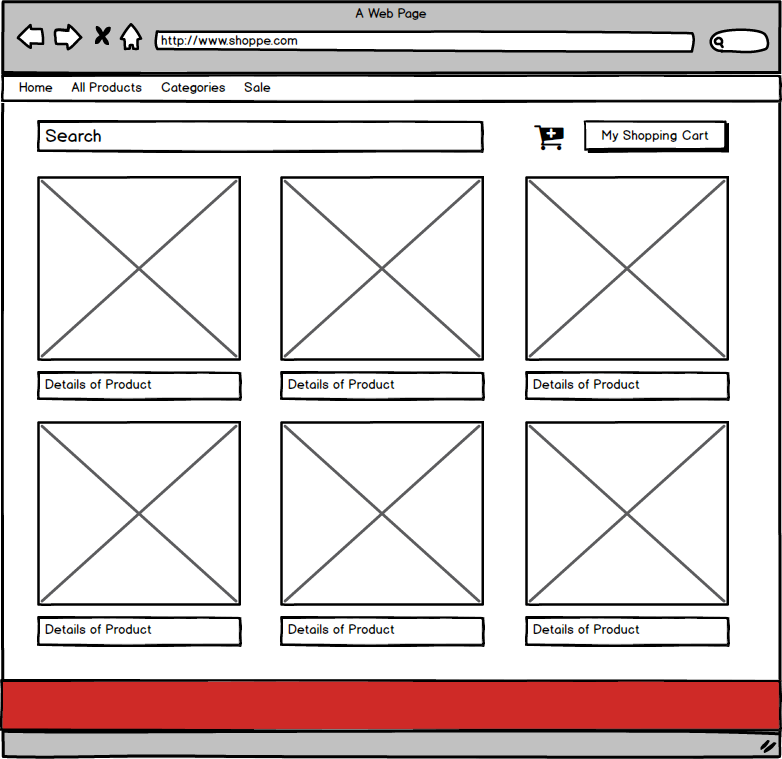 A Web Page
http://www.shoppe.com
Home All Products Categories Sale
Search
My Shopping Cart
Details of Product Details of Product Details of Product
Details of Product Details of Product Details of Product